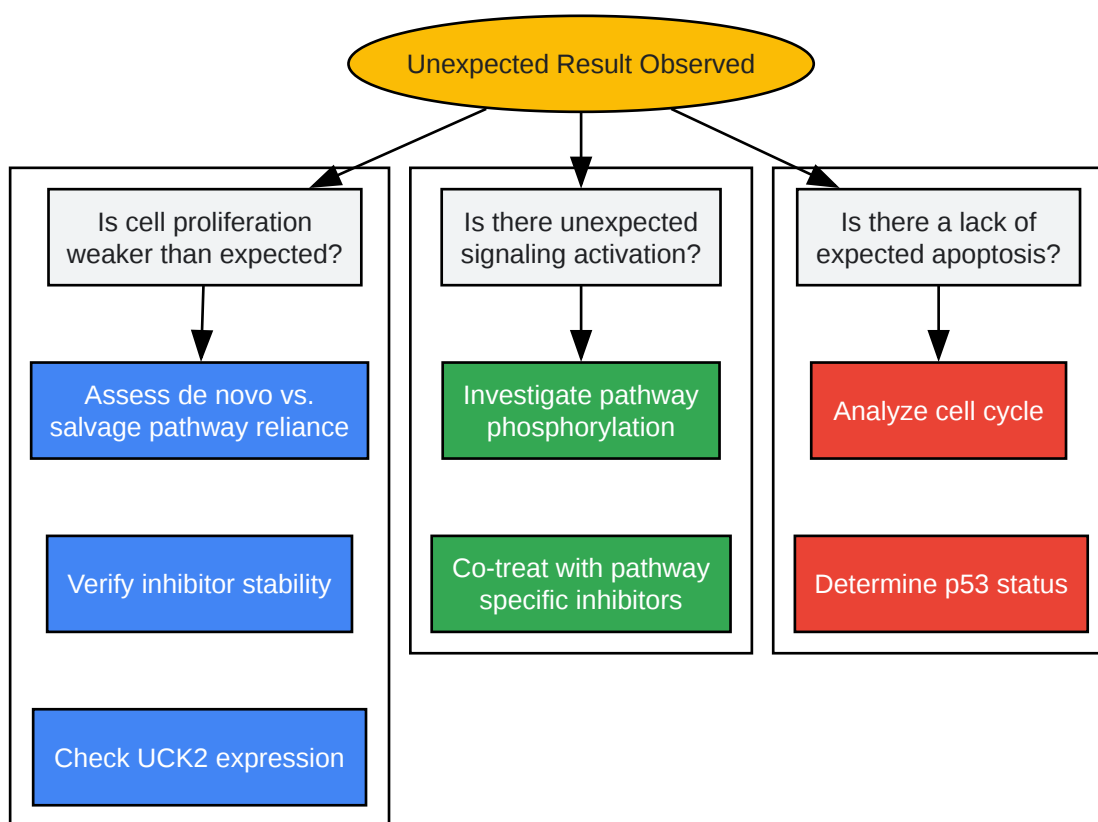 Unexpected Result Observed
Is cell proliferation
weaker than expected?
Assess de novo vs.
salvage pathway reliance
Verify inhibitor stability
Check UCK2 expression
Is there unexpected
signaling activation?
Investigate pathway
phosphorylation
Co-treat with pathway
specific inhibitors
Is there a lack of
expected apoptosis?
Analyze cell cycle
Determine p53 status